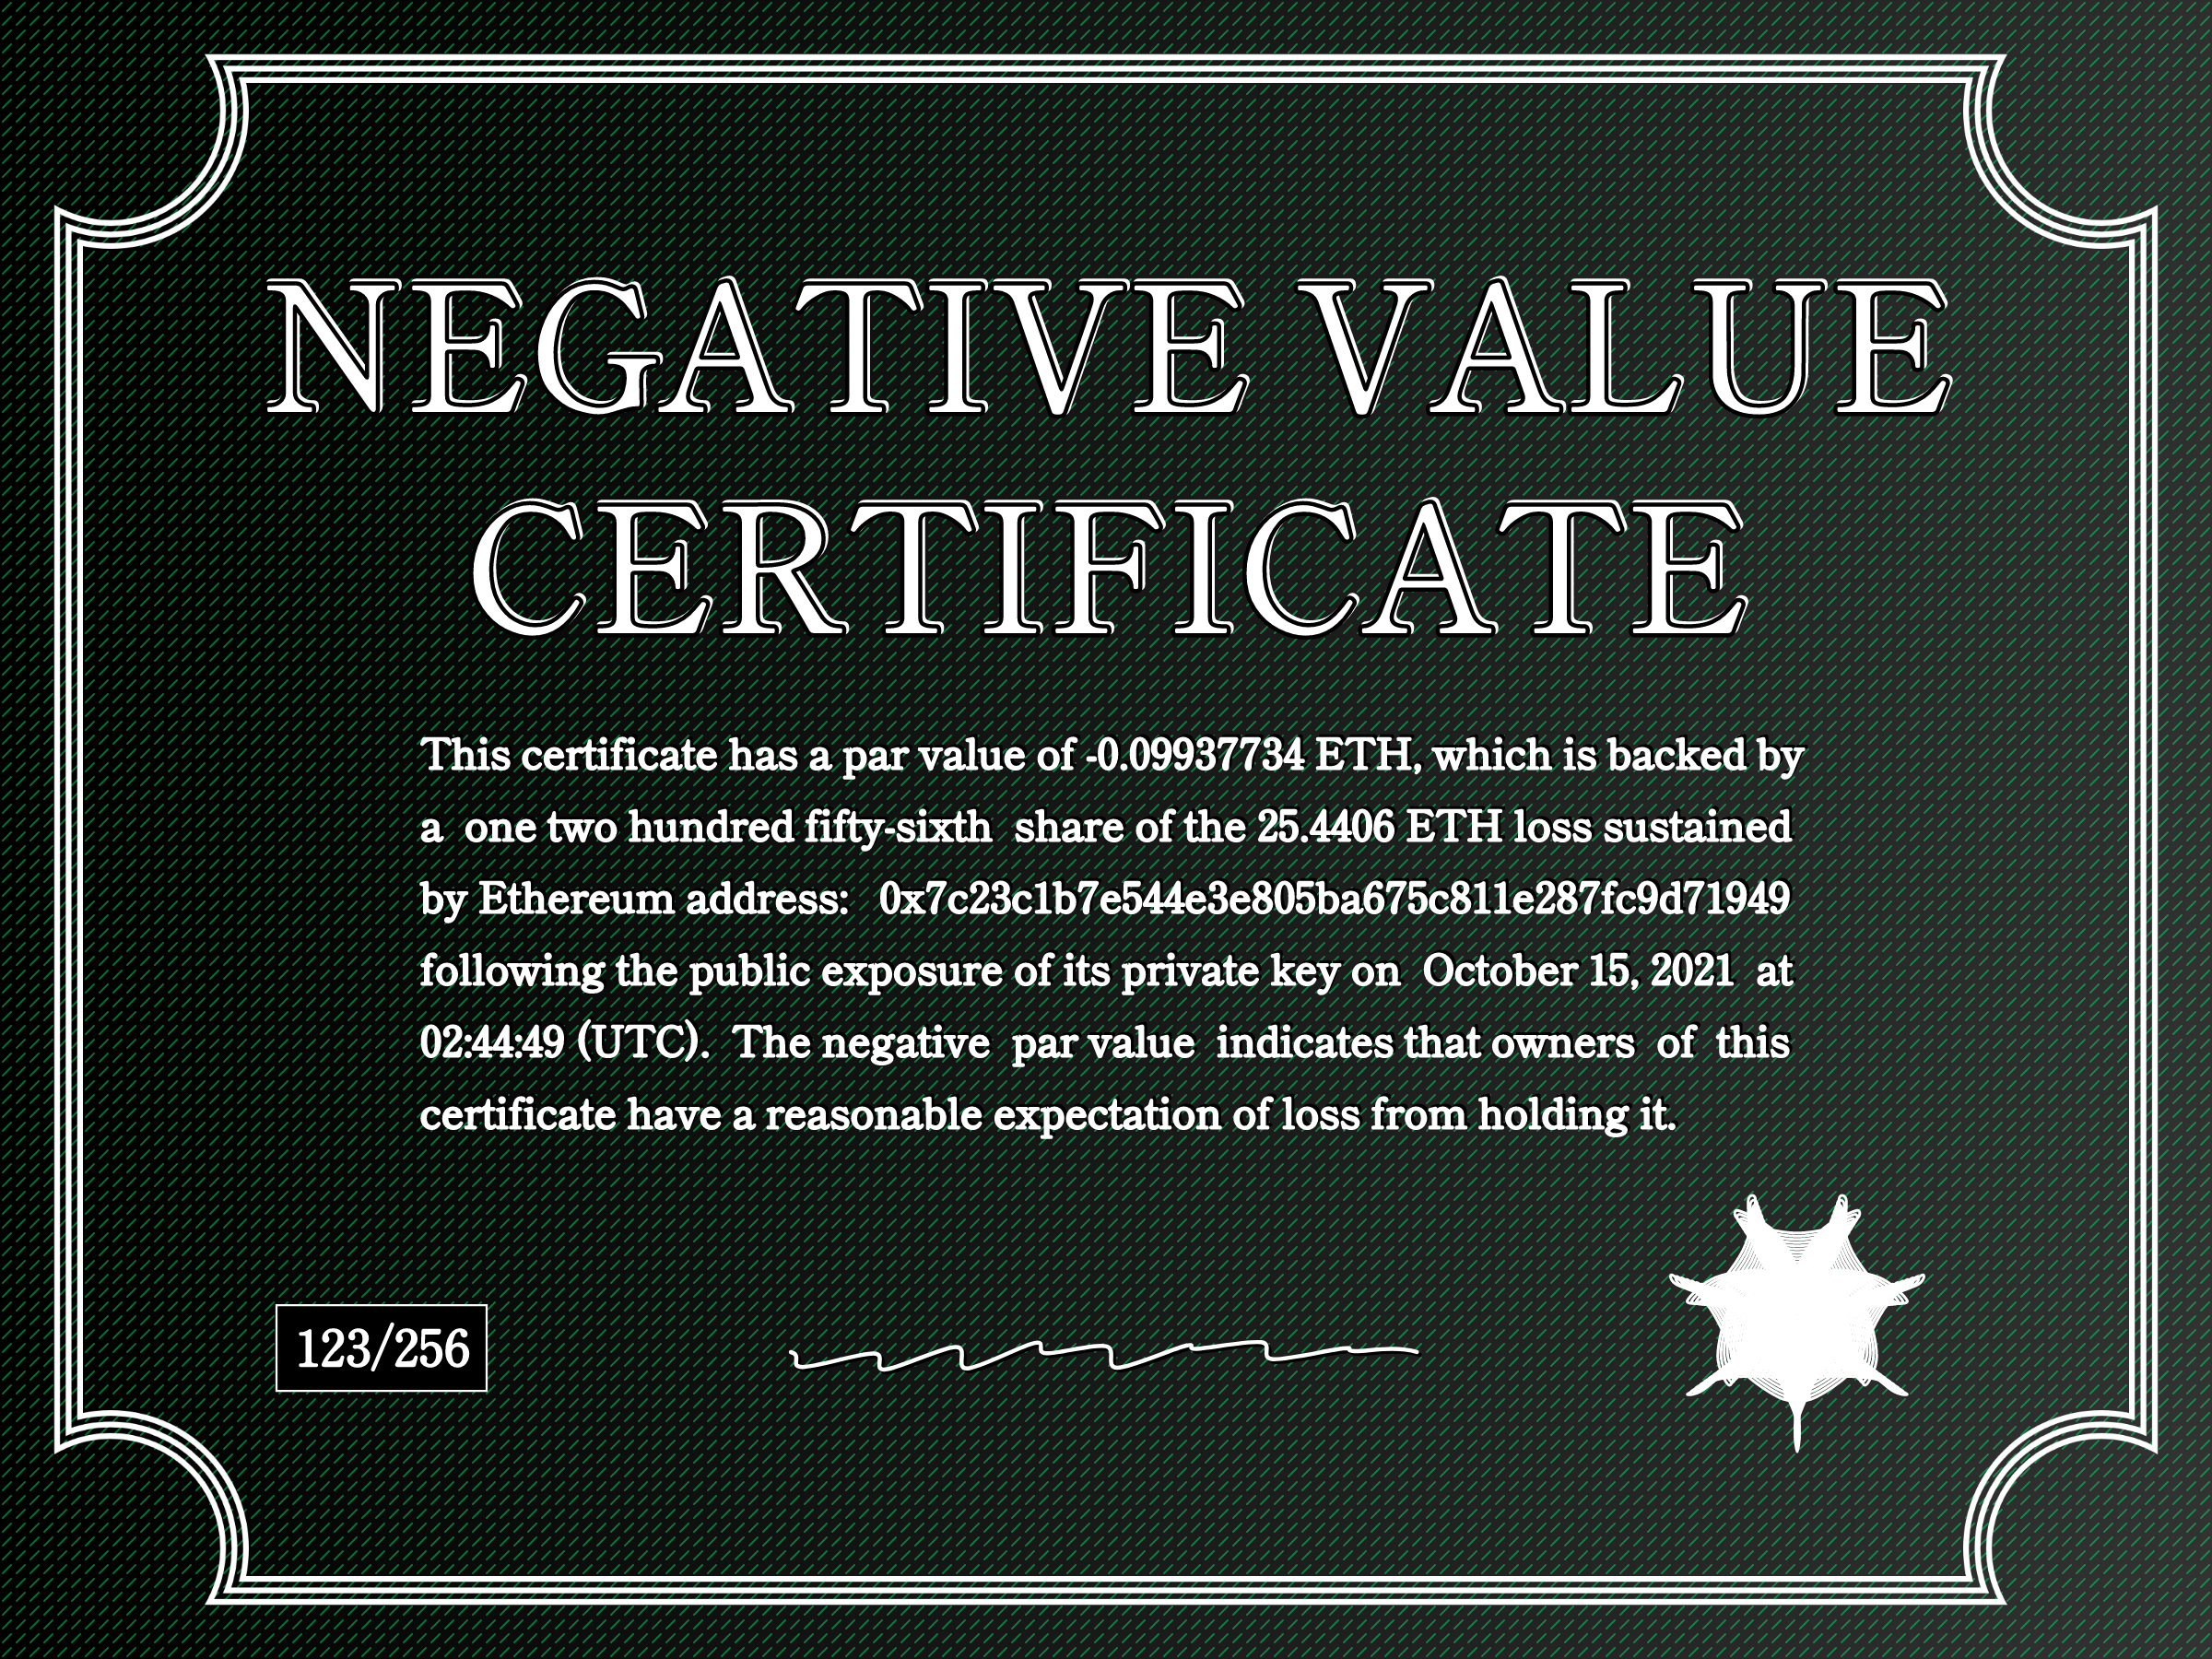 NEGATIVE VALUE
CERTIFICATE
This certificate has a par value of -0.09937734 ETH, which is backed by
a one two hundred fifty-sixth share of the 25.4406 ETH loss sustained
by Ethereum address: 0x7c23c1b7e544e3e805ba675c811e287fc9d71949
following the public exposure of its private key on October 15, 2021 at
02:44:49 (UTC). The negative par value indicates that owners of this
certificate have a reasonable expectation of loss from holding it.
123/256